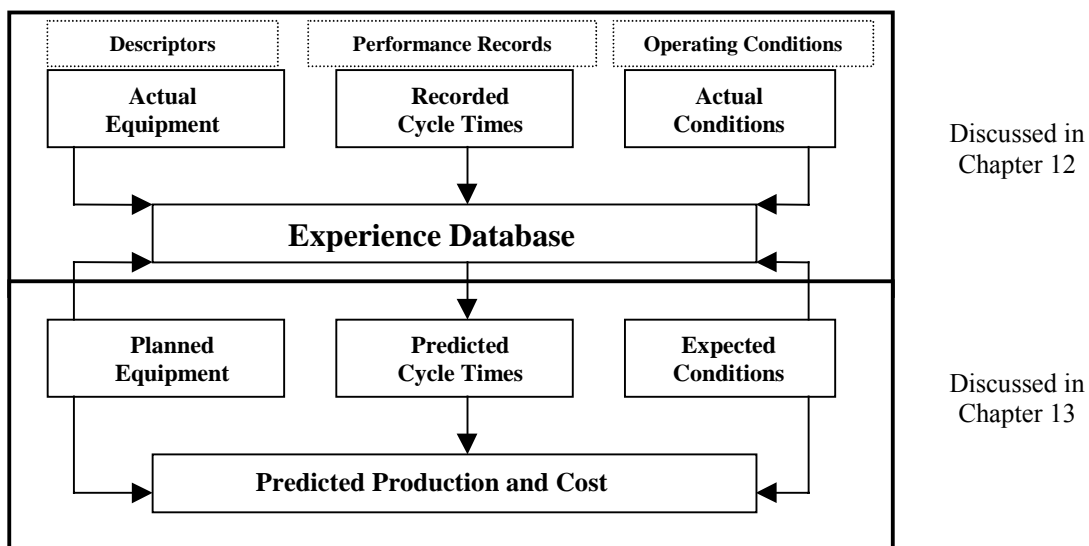 Descriptors
Performance Records
Operating Conditions
Actual
Equipment
Recorded
Cycle Times
Actual
Conditions
Discussed in
Chapter 12
Experience Database
Planned
Equipment
Predicted
Cycle Times
Expected
Conditions
Discussed in
Chapter 13
Predicted Production and Cost